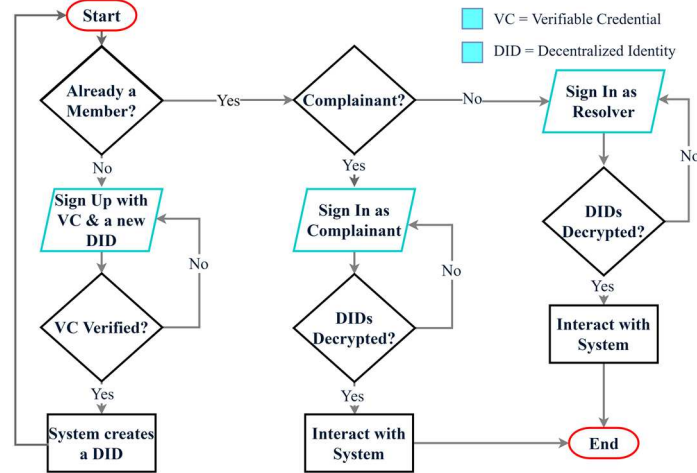 Start
VC = Verifiable Credential
DID = Decentralized Identity
Already a
Member?
Yes
Complainant?
No
Sign In as
Resolver
No
No
Sign Up with
VC & a new
DID
No
VC Verified?
Yes
System creates
a DID
Yes
Sign In as
Complainant
No
DIDs
Decrypted?
Yes
Interact with
System
DIDs
Decrypted?
Yes
Interact with
System
End